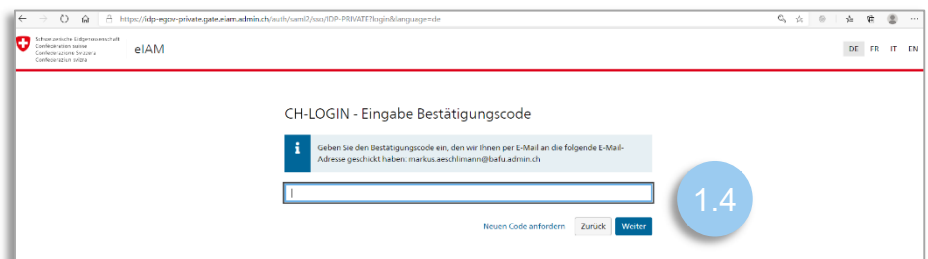 https://idp-egov-private.gate.eiam.admin.ch/auth/saml2/sso/IDP-PRIVATE?login&language=de
Schweizerische Eidgenossenschaft
Confédération suisse
Confederazione Svizzera
Confederaziun svizra
eIAM
DE FR IT EN
CH-LOGIN - Eingabe Bestätigungscode
i
Geben Sie den Bestätigungscode ein, den wir Ihnen per E-Mail an die folgende E-Mail-
Adresse geschickt haben: markus.aeschlimann@bafu.admin.ch
1.4
Neuen Code anfordern Zurück Weiter